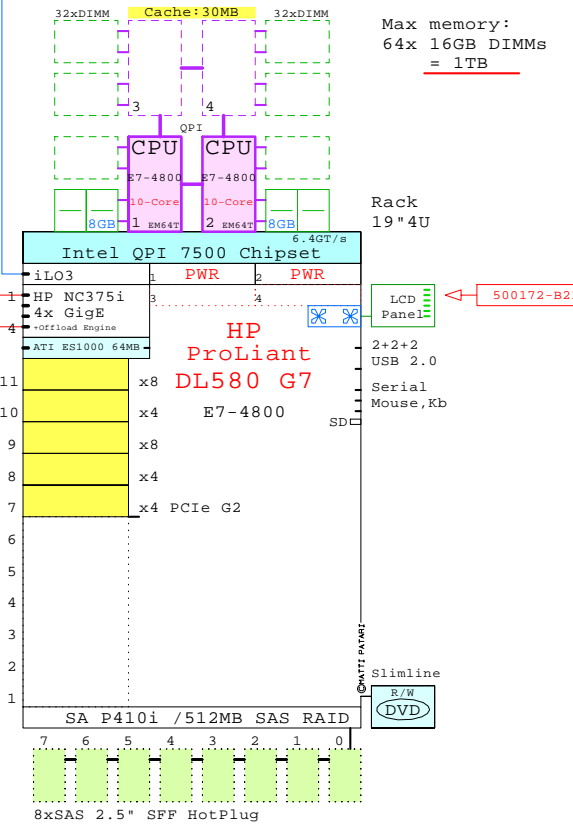 32xDIMM Cache:30MB 32xDIMM
Max memory:
64x 16GB DIMMs
= 1TB
3 4
QPI
CPU CPU
E7-4800 E7-4800
10-Core 10-Core
8GB 1 EM64T 2 EM64T 8GB
Rack
19"4U
6.4GT/s
Intel QPI 7500 Chipset
iLO3 1 PWR 2 PWR
1 HP NC375i 3 4
4x GigE
4 +Offload Engine
LCD
Panel
500172-B2
ATI ES1000 64MB
HP
ProLiant
DL580 G7
E7-4800
2+2+2
USB 2.0
Serial
Mouse,Kb
SD
11 x8
10 x4
9 x8
8 x4
7 x4 PCIe G2
6
5
4
3
2
1
©MATTI PATARI
Slimline
R/W
DVD
SA P410i /512MB SAS RAID
7 6 5 4 3 2 1 0
8xSAS 2.5" SFF HotPlug